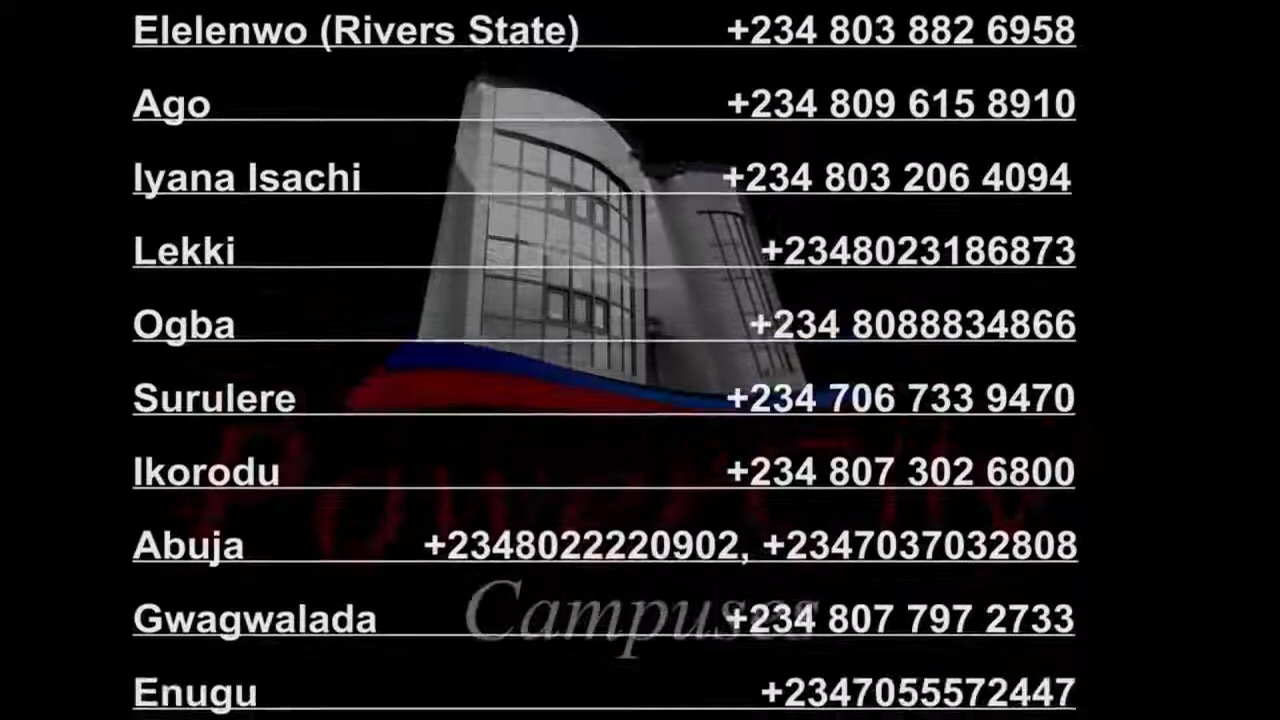 Elelenwo (Rivers State) +234 803 882 6958
Ago +234 809 615 8910
Iyana Isachi +234 803 206 4094
Lekki +2348023186873
Ogba +234 8088834866
Surulere +234 706 733 9470
Ikorodu +234 807 302 6800
PowerCity
Abuja +2348022220902, +2347037032808
Campuses
Gwagwalada +234 807 797 2733
Enugu +2347055572447